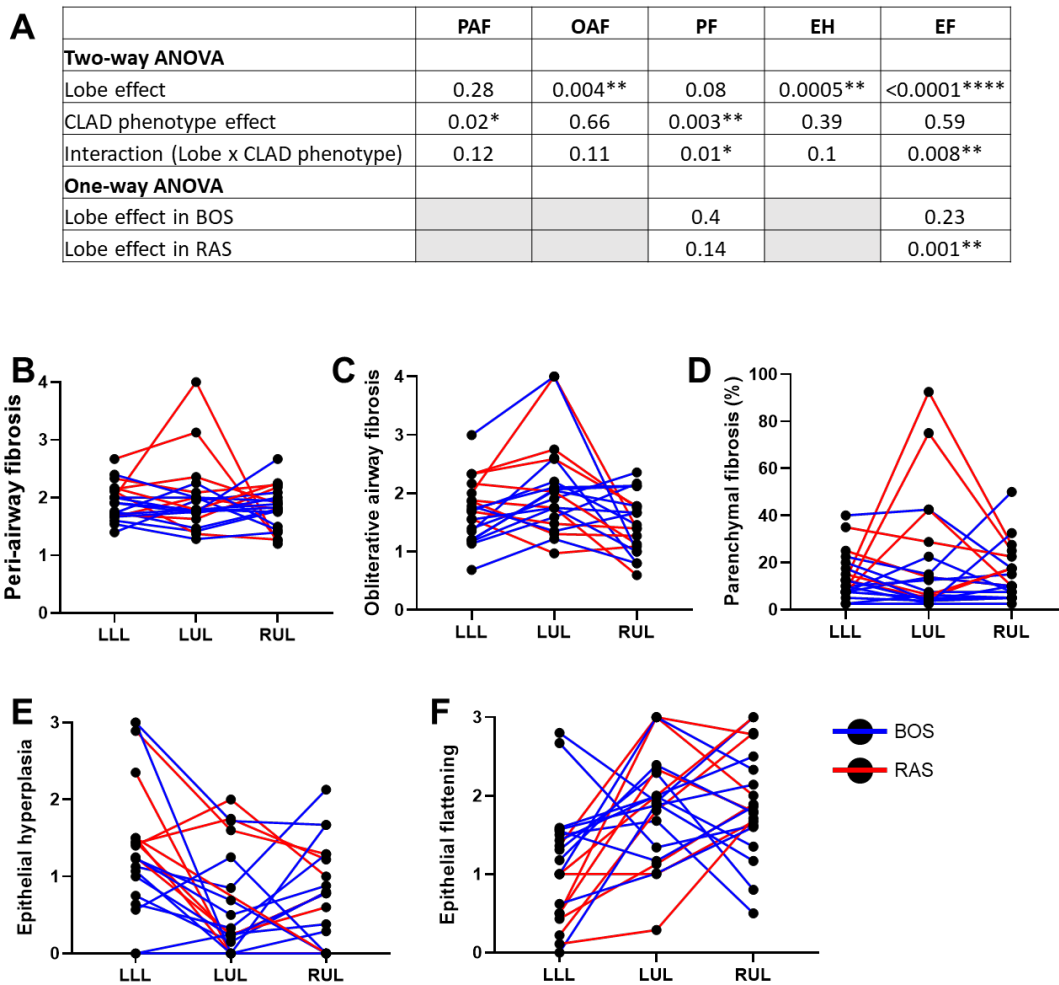 A
PAF OAF PF EH EF
Two-way ANOVA
Lobe effect 0.28 0.004** 0.08 0.0005** <0.0001****
CLAD phenotype effect 0.02* 0.66 0.003** 0.39 0.59
Interaction (Lobe x CLAD phenotype) 0.12 0.11 0.01* 0.1 0.008**
One-way ANOVA
Lobe effect in BOS 0.4 0.23
Lobe effect in RAS 0.14 0.001**
B
Peri-airway fibrosis
4
3
2
1
0
LLL LUL RUL
C
Obliterative airway fibrosis
4
3
2
1
0
LLL LUL RUL
D
Parenchymal fibrosis (%)
100
80
60
40
20
0
LLL LUL RUL
E
Epithelial hyperplasia
3
2
1
0
LLL LUL RUL
F
Epithelial flattening
3
2
1
0
LLL LUL RUL
BOS
RAS